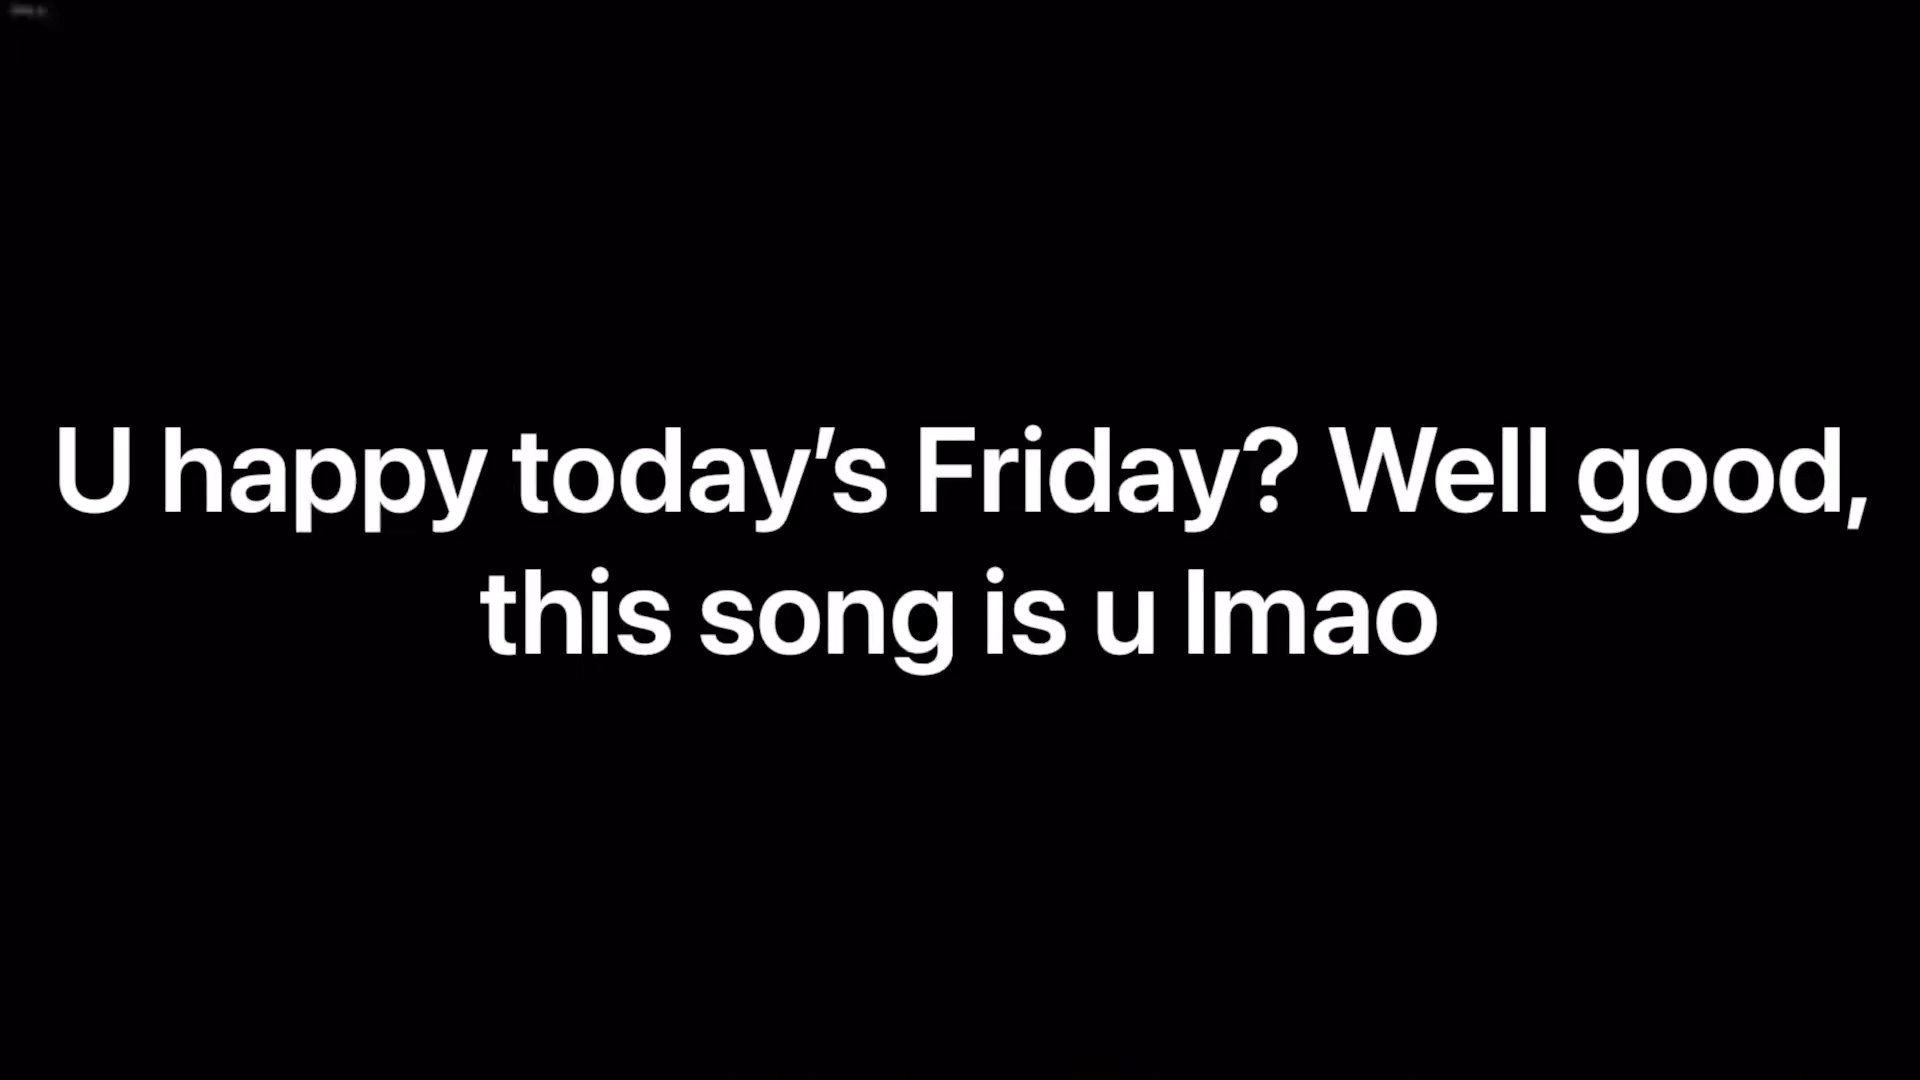 U happy today’s Friday? Well good,
this song is u lmao